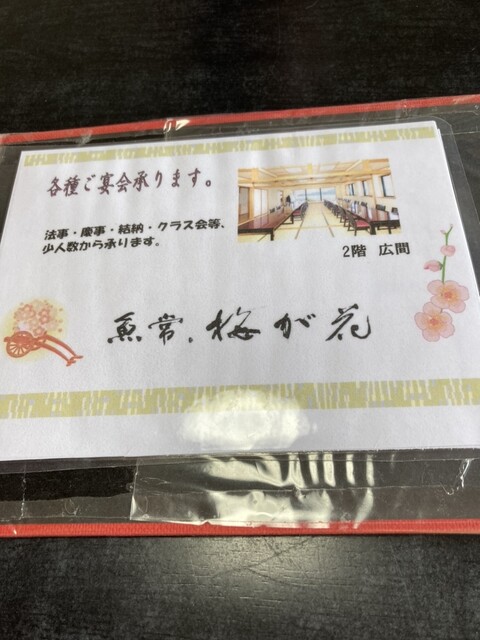 各種ご宴会承ります。
法事・慶事・結納・クラス会等、
少人数から承ります。
2階 広間
魚常. 梅が花